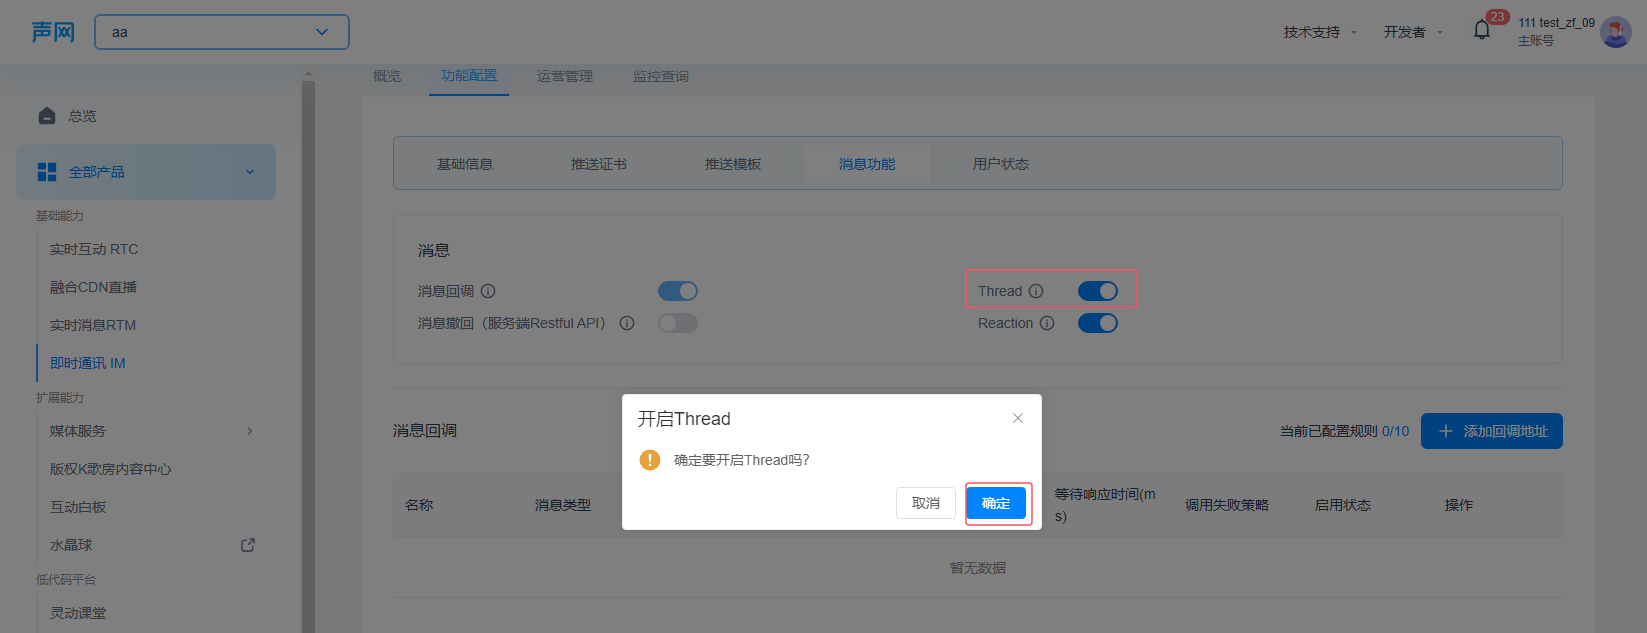 声网
aa
技术支持
开发者
23
111 test_zf_09
主账号
概览
功能配置
运营管理
监控查询
总览
全部产品
基础能力
实时互动 RTC
融合CDN直播
实时消息RTM
即时通讯 IM
扩展能力
媒体服务
版权K歌房内容中心
互动白板
水晶球
低代码平台
灵动课堂
基础信息
推送证书
推送模板
消息功能
用户状态
消息
消息回调
Thread
消息撤回（服务端Restful API）
Reaction
消息回调
当前已配置规则 0/10
添加回调地址
名称
消息类型
等待响应时间(m
s)
调用失败策略
启用状态
操作
暂无数据
开启Thread
确定要开启Thread吗?
取消
确定